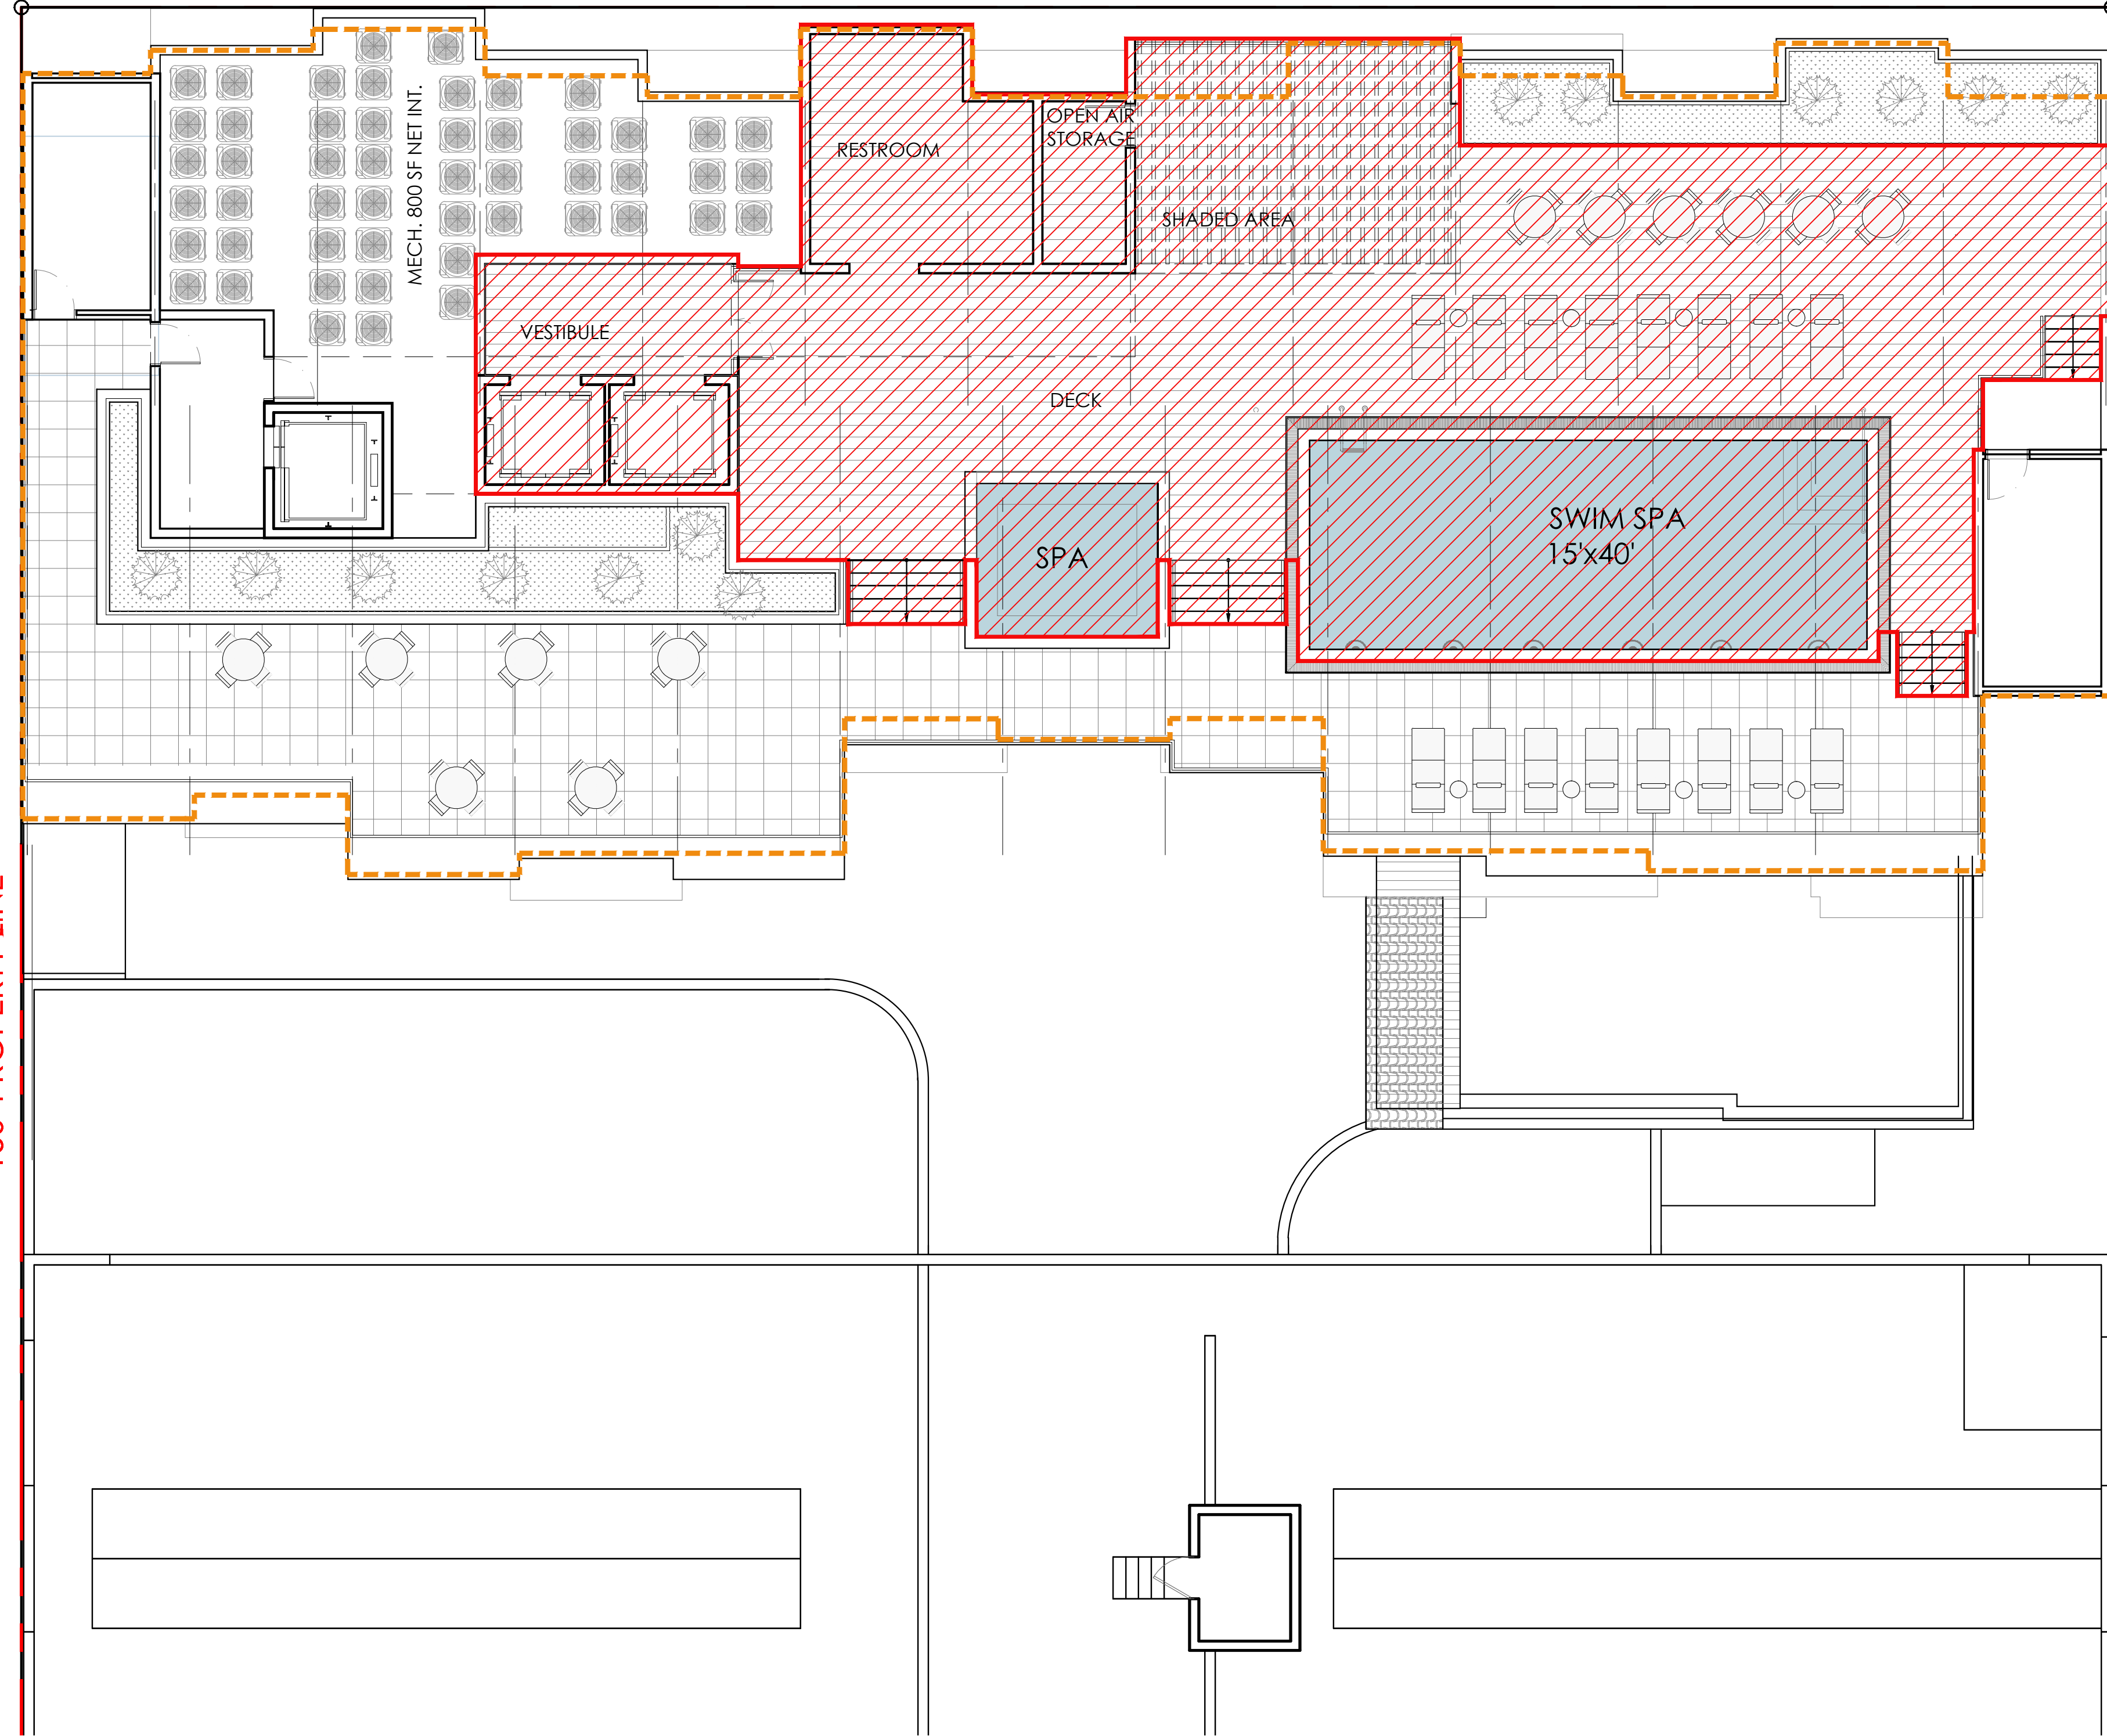 MECH. 800 SF NET INT.
RESTROOM
OPEN AIR
STORAGE
SHADED AREA
VESTIBULE
DECK
SPA
SWIM SPA
15'x40'